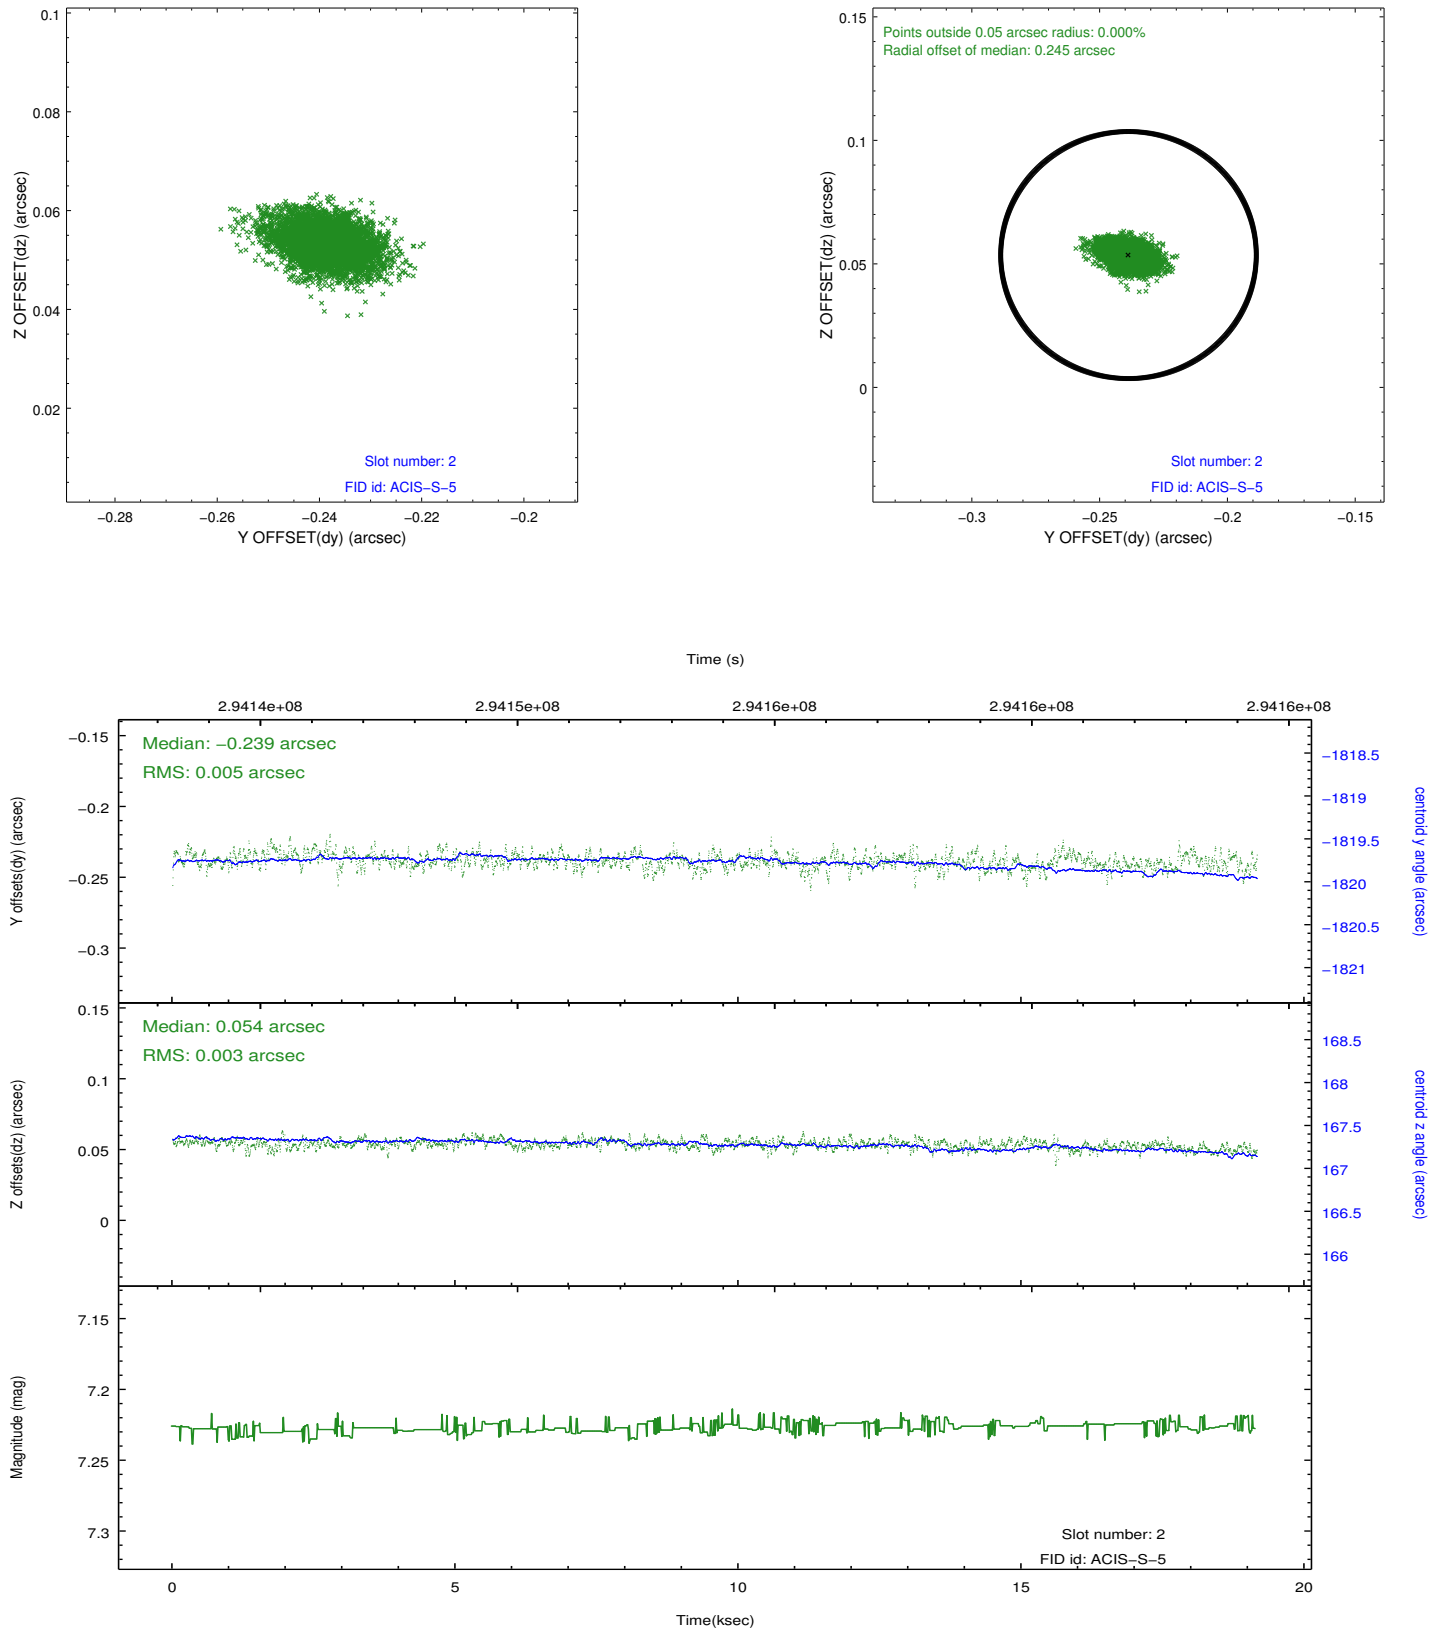 0.1
0.08
0.06
0.04
0.02
Z OFFSET(dz) (arcsec)
Slot number: 2
FID id: ACIS−S−5
−0.28 −0.26 −0.24 −0.22 −0.2
Y OFFSET(dy) (arcsec)
0.15
0.1
0.05
0
Z OFFSET(dz) (arcsec)
Points outside 0.05 arcsec radius: 0.000%
Radial offset of median: 0.245 arcsec
Slot number: 2
FID id: ACIS−S−5
−0.3 −0.25 −0.2 −0.15
Y OFFSET(dy) (arcsec)
Time (s)
2.9414e+08 2.9415e+08 2.9416e+08 2.9416e+08 2.9416e+08
−0.15
−0.2
−0.25
−0.3
Y offsets(dy) (arcsec)
Median: −0.239 arcsec
RMS: 0.005 arcsec
−1818.5
−1819
−1819.5
−1820
−1820.5
−1821
centroid y angle (arcsec)
0.15
0.1
0.05
0
Z offsets(dz) (arcsec)
Median: 0.054 arcsec
RMS: 0.003 arcsec
168.5
168
167.5
167
166.5
166
centroid z angle (arcsec)
7.15
7.2
7.25
7.3
Magnitude (mag)
Slot number: 2
FID id: ACIS−S−5
0 5 10 15 20
Time(ksec)